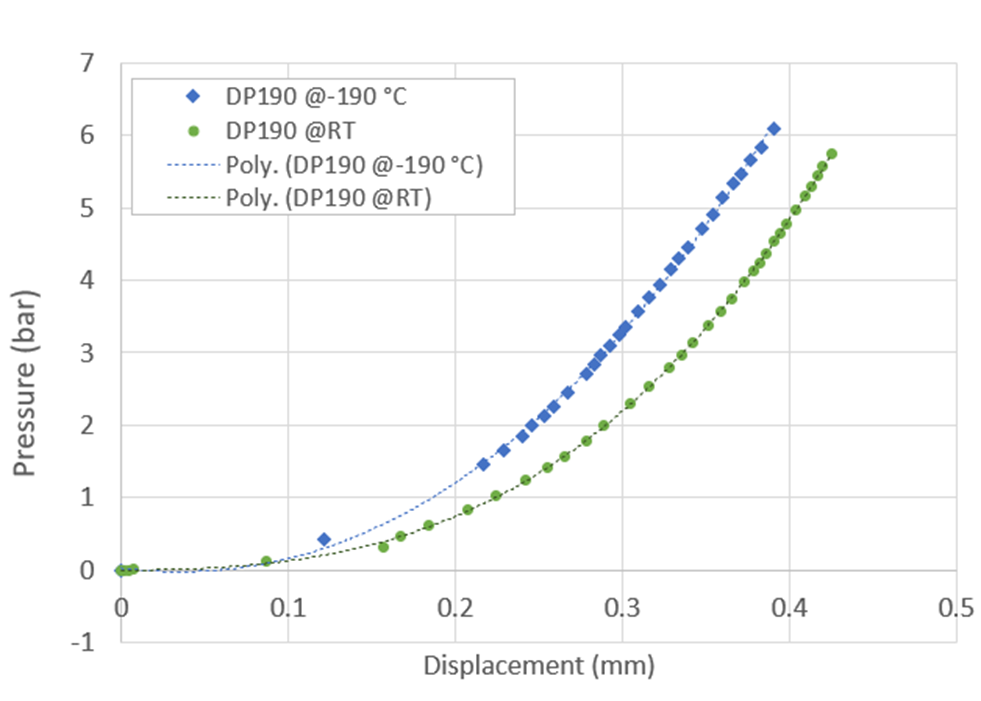 7
6
5
4
3
2
1
0
-1
Pressure (bar)
DP190 @-190 °C
DP190 @RT
Poly. (DP190 @-190 °C)
Poly. (DP190 @RT)
0 0.1 0.2 0.3 0.4 0.5
Displacement (mm)